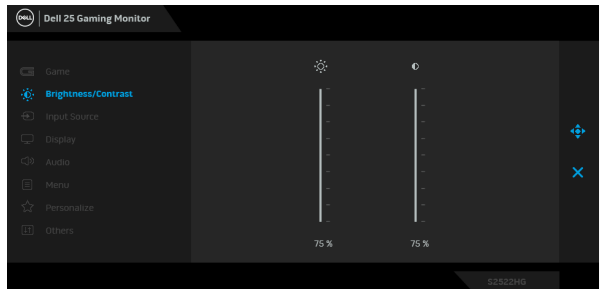 DELL Dell 25 Gaming Monitor
Game
Brightness/Contrast
Input Source
Display
Audio
Menu
Personalize
Others
75 % 75 %
S2522HG